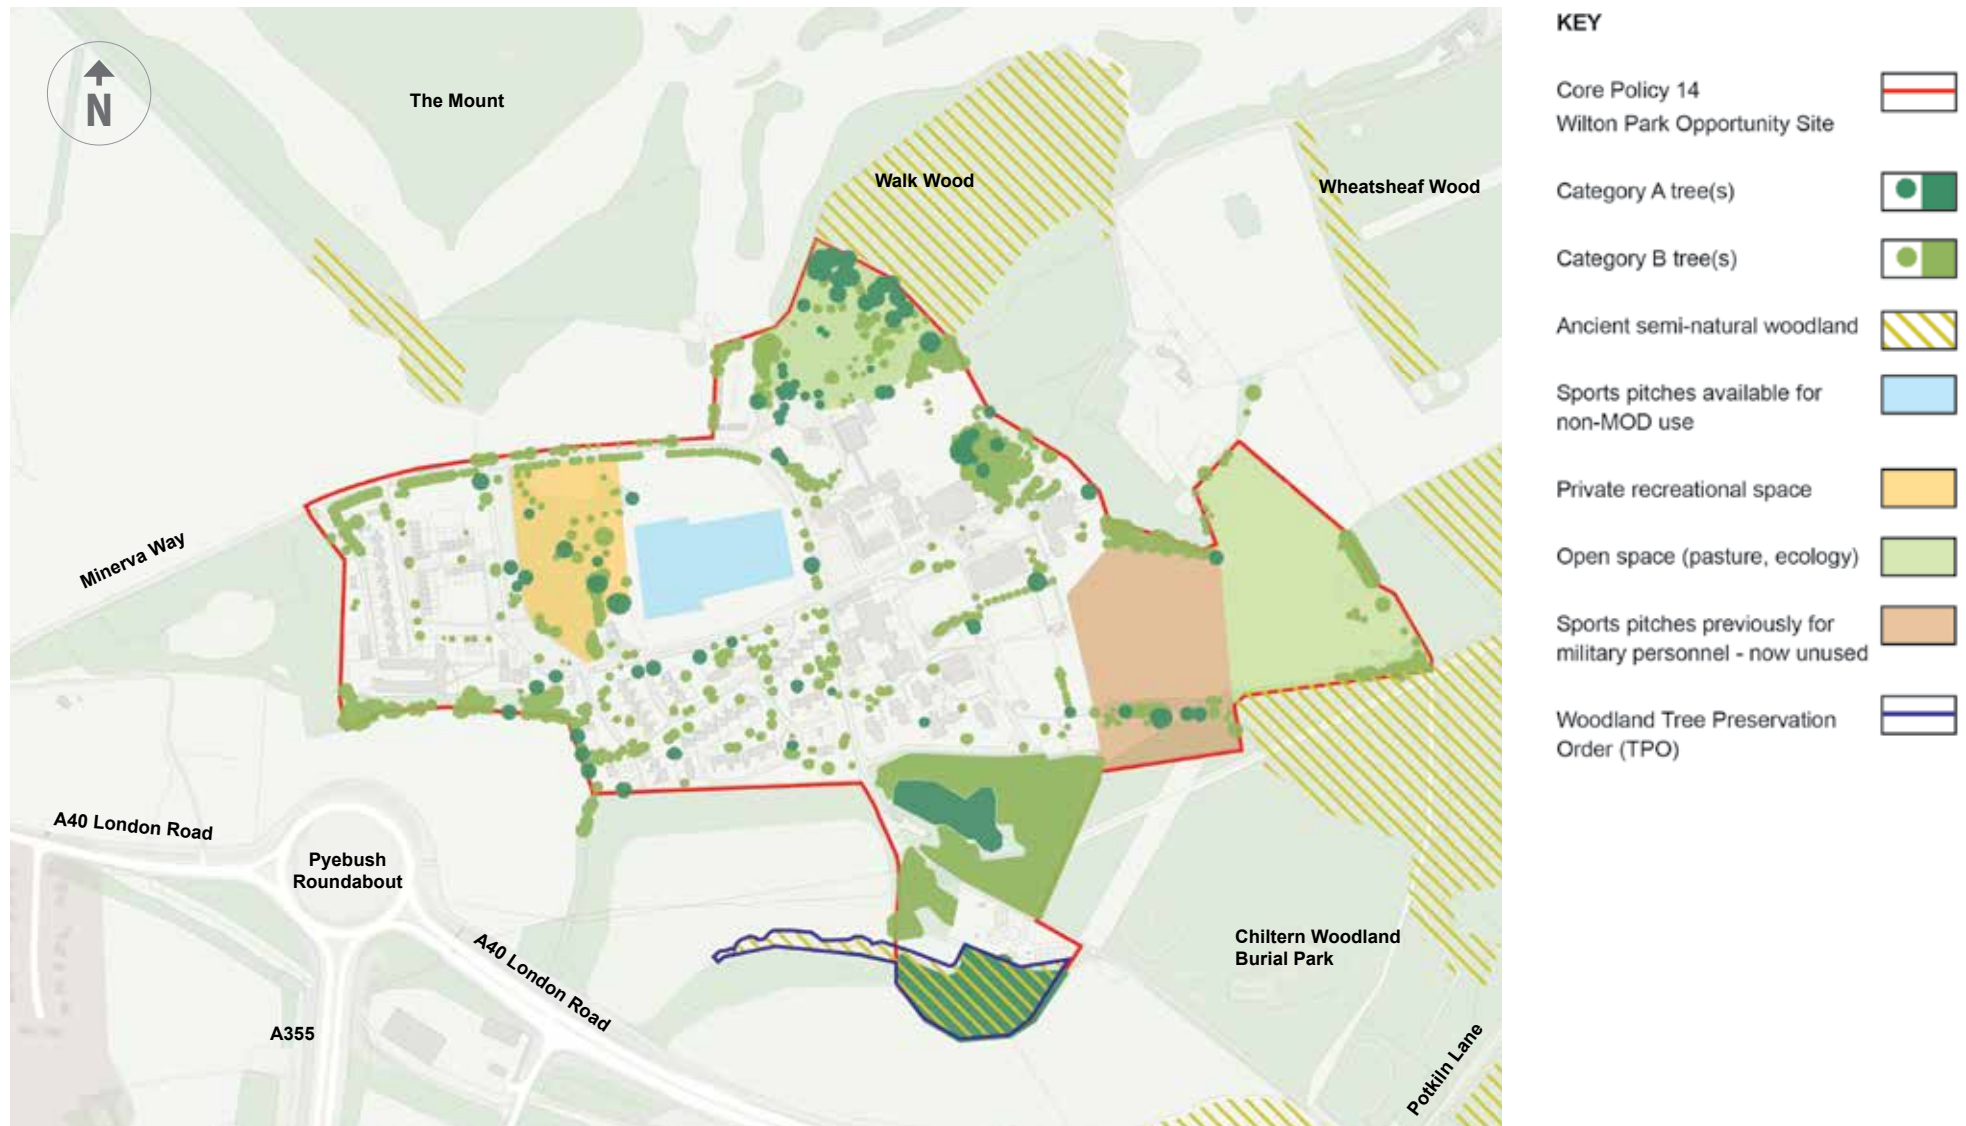 N
The Mount
Walk Wood
Wheatsheaf Wood
Minerva Way
A40 London Road
Pyebush
Roundabout
A40 London Road
A355
Chiltern Woodland
Burial Park
Potkiln Lane
KEY
Core Policy 14
Wilton Park Opportunity Site
Category A tree(s)
Category B tree(s)
Ancient semi-natural woodland
Sports pitches available for
non-MOD use
Private recreational space
Open space (pasture, ecology)
Sports pitches previously for
military personnel - now unused
Woodland Tree Preservation
Order (TPO)